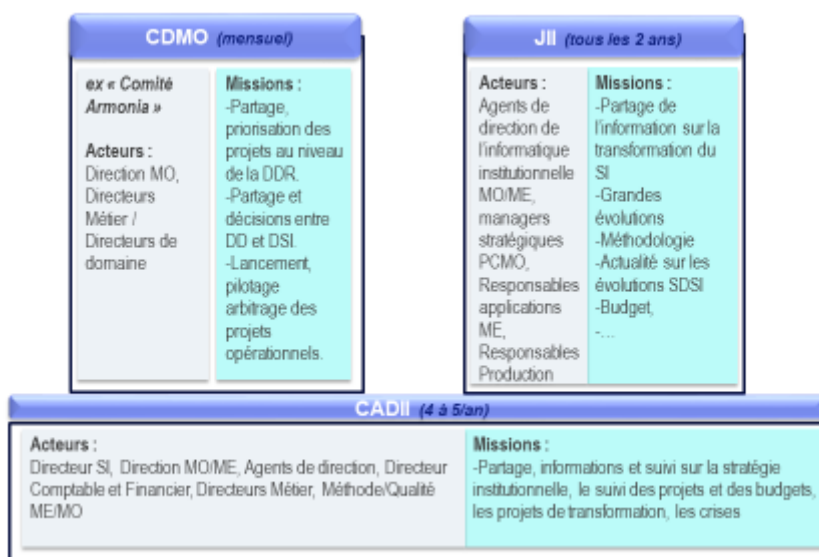 CDMO (mensuel)
ex « Comité
Armonia »
Acteurs :
Direction MO,
Directeurs
Métier /
Directeurs de
domaine
Missions :
-Partage,
priorisation des
projets au niveau
de la DDR.
-Partage et
décisions entre
DD et DSI.
-Lancement,
pilotage
arbitrage des
projets
opérationnels.
JII (tous les 2 ans)
Acteurs :
Agents de
direction de
l'informatique
institutionnelle
MO/ME,
managers
stratégiques
PCMO,
Responsables
applications
ME,
Responsables
Production
Missions :
-Partage de
l'information sur la
transformation du
SI
-Grandes
évolutions
-Méthodologie
-Actualité sur les
évolutions SDSI
-Budget,
-...
CADII (4 à 5/an)
Acteurs :
Directeur SI, Direction MO/ME, Agents de direction, Directeur
Comptable et Financier, Directeurs Métier, Méthode/Qualité
ME/MO
Missions :
-Partage, informations et suivi sur la stratégie
institutionnelle, le suivi des projets et des budgets,
les projets de transformation, les crises